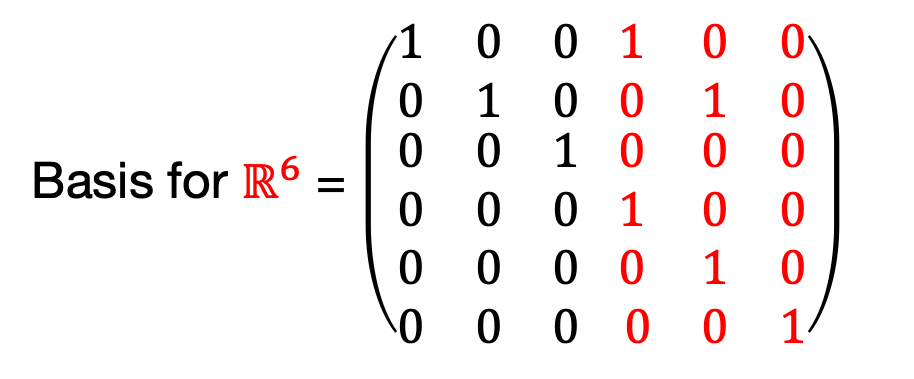 1 0 0 1 0 0
0 1 0 0 1 0
0 0 1 0 0 0
Basis for ℝ⁶ =
0 0 0 1 0 0
0 0 0 0 1 0
0 0 0 0 0 1